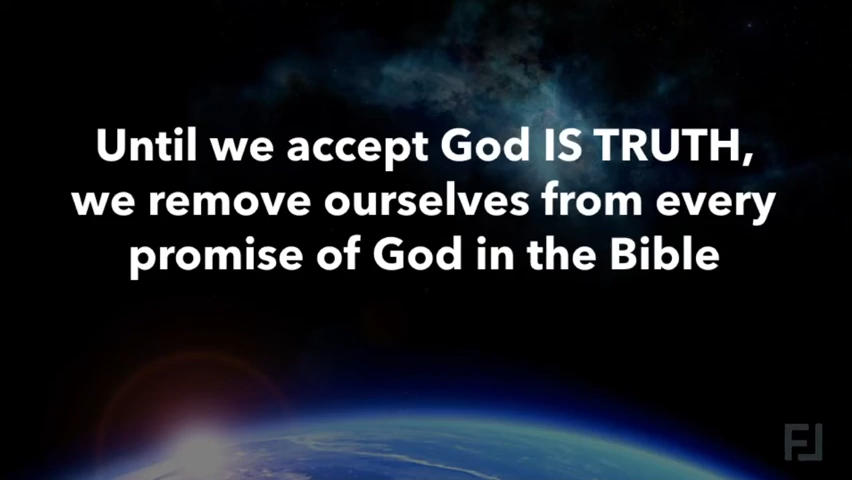 Until we accept God IS TRUTH,
we remove ourselves from every
promise of God in the Bible